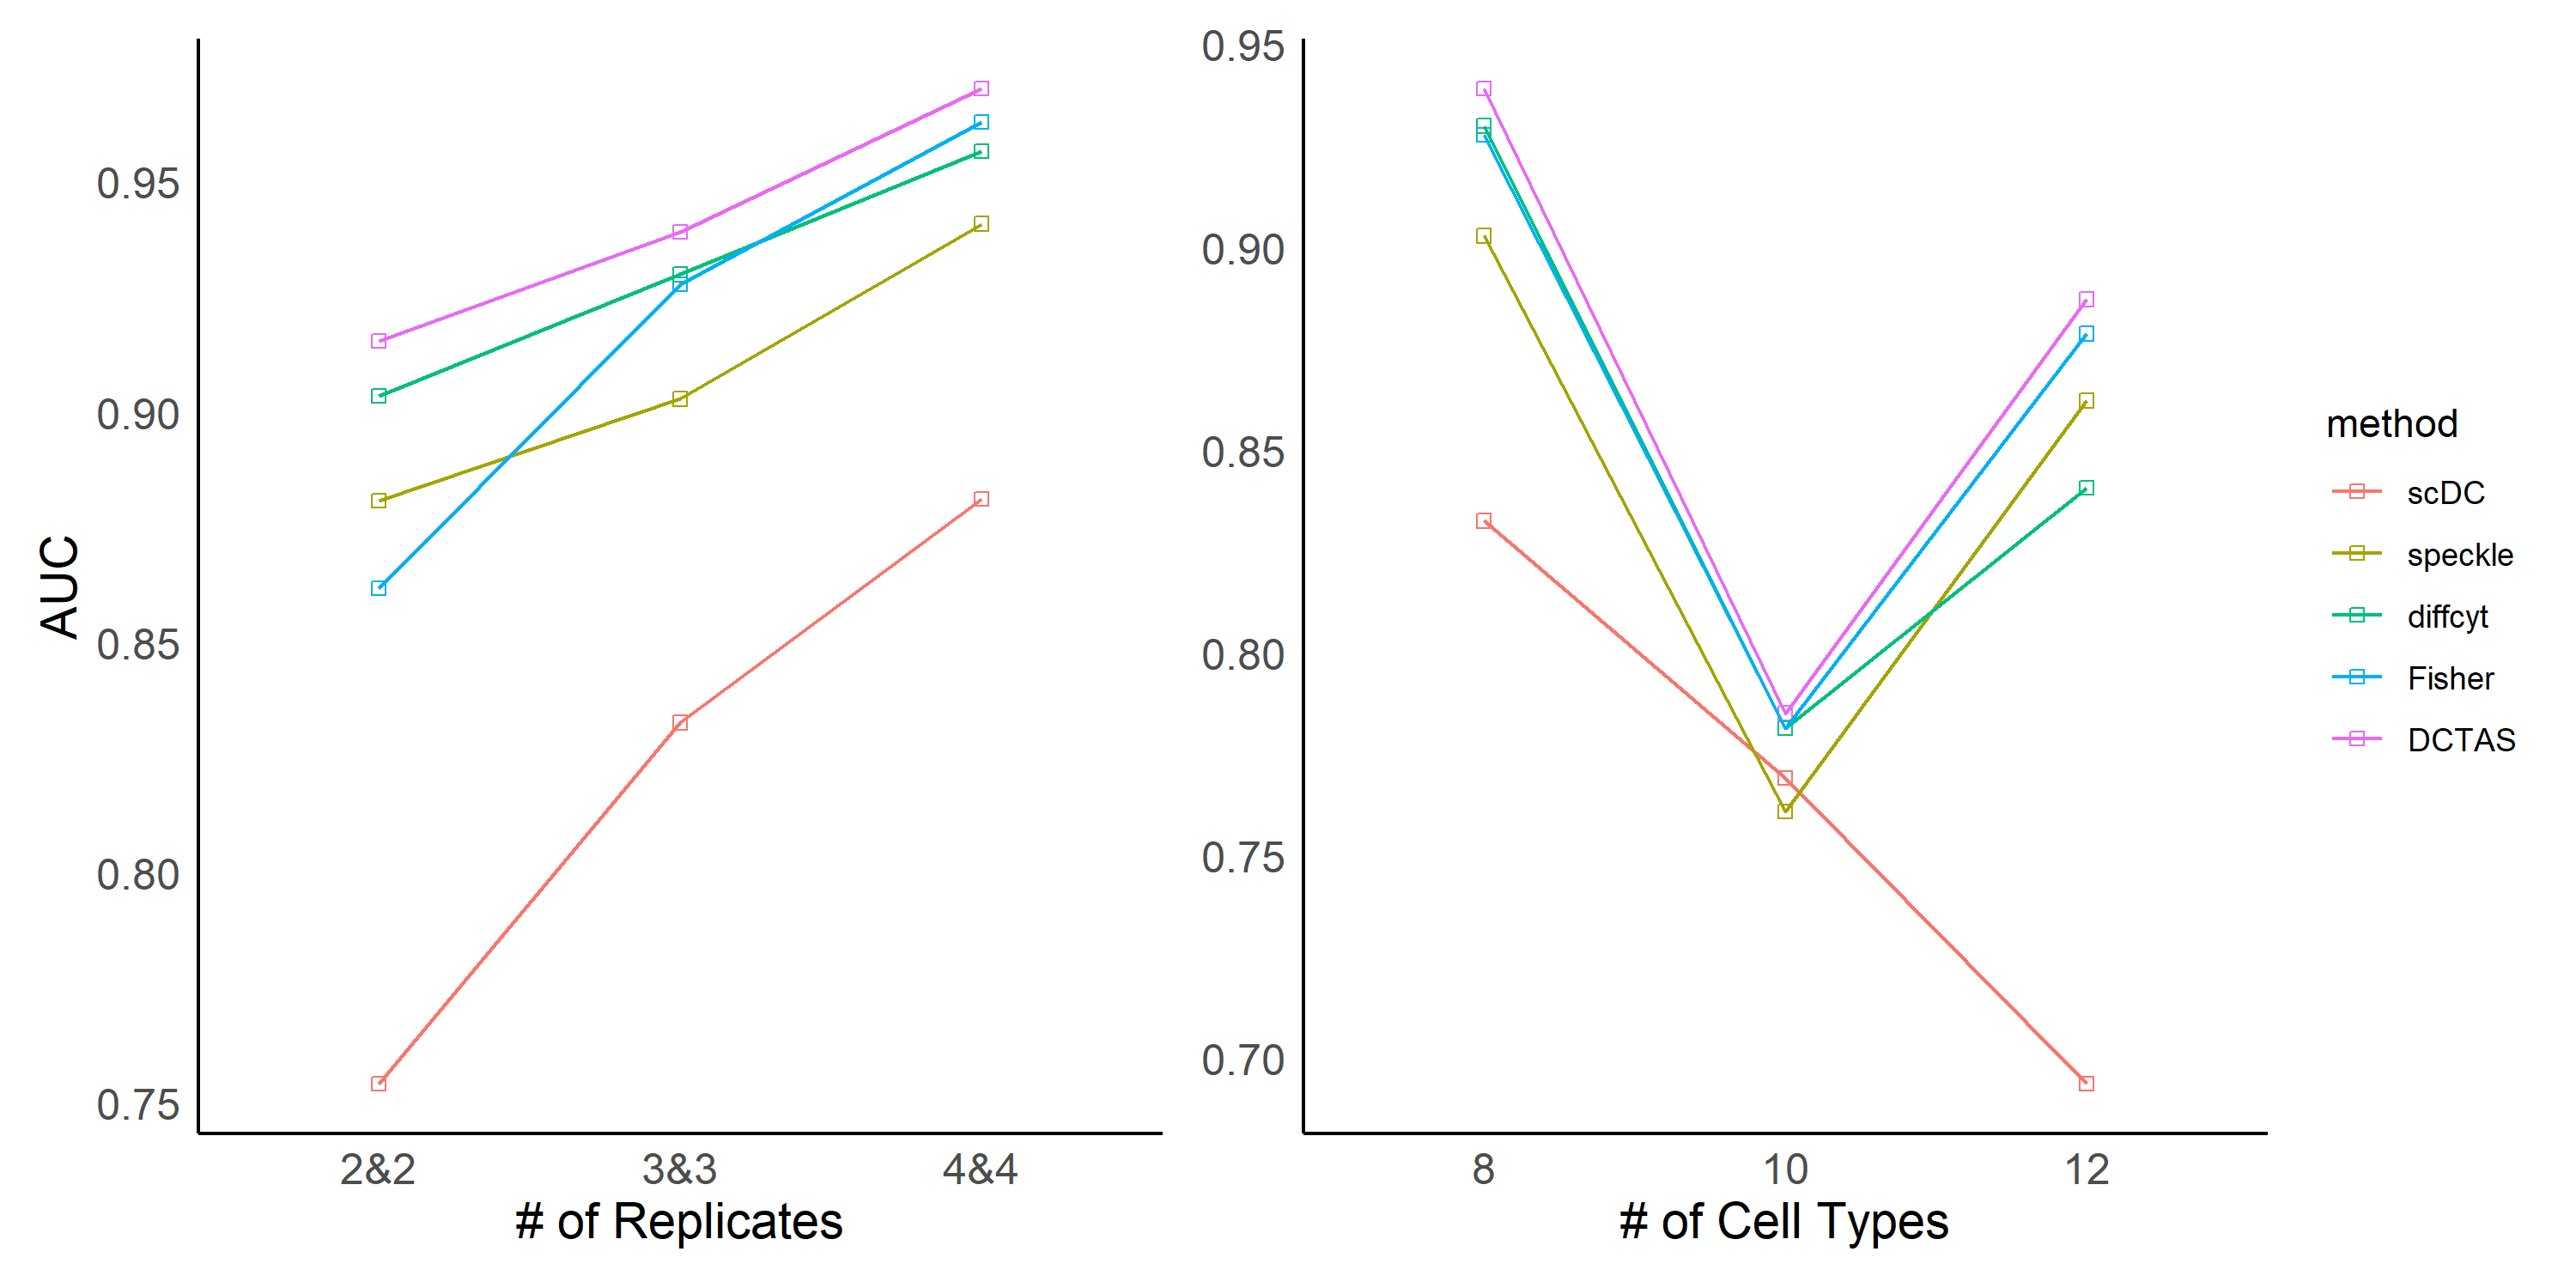 AUC
0.95
0.90
0.85
0.80
0.75
2&2 3&3 4&4
# of Replicates
0.95
0.90
0.85
0.80
0.75
0.70
8 10 12
# of Cell Types
method
scDC
speckle
diffcyt
Fisher
DCTAS